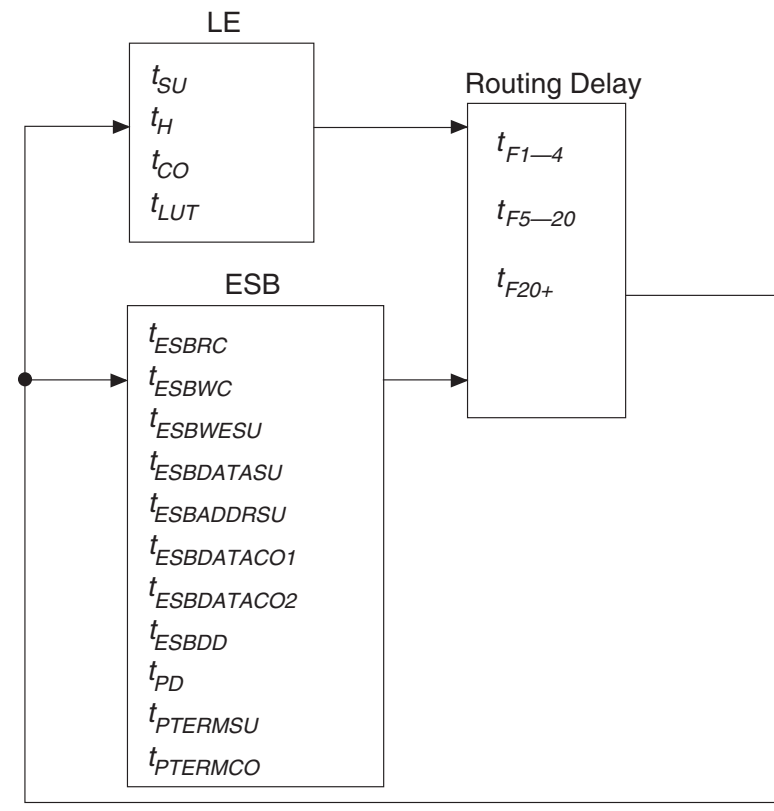 LE
t_SU
t_H
t_CO
t_LUT
Routing Delay
t_F1—4
t_F5—20
t_F20+
ESB
t_ESBRC
t_ESBWC
t_ESBWESU
t_ESBDATASU
t_ESBADDRSU
t_ESBDATACO1
t_ESBDATACO2
t_ESBDD
t_PD
t_PTERMSU
t_PTERMCO